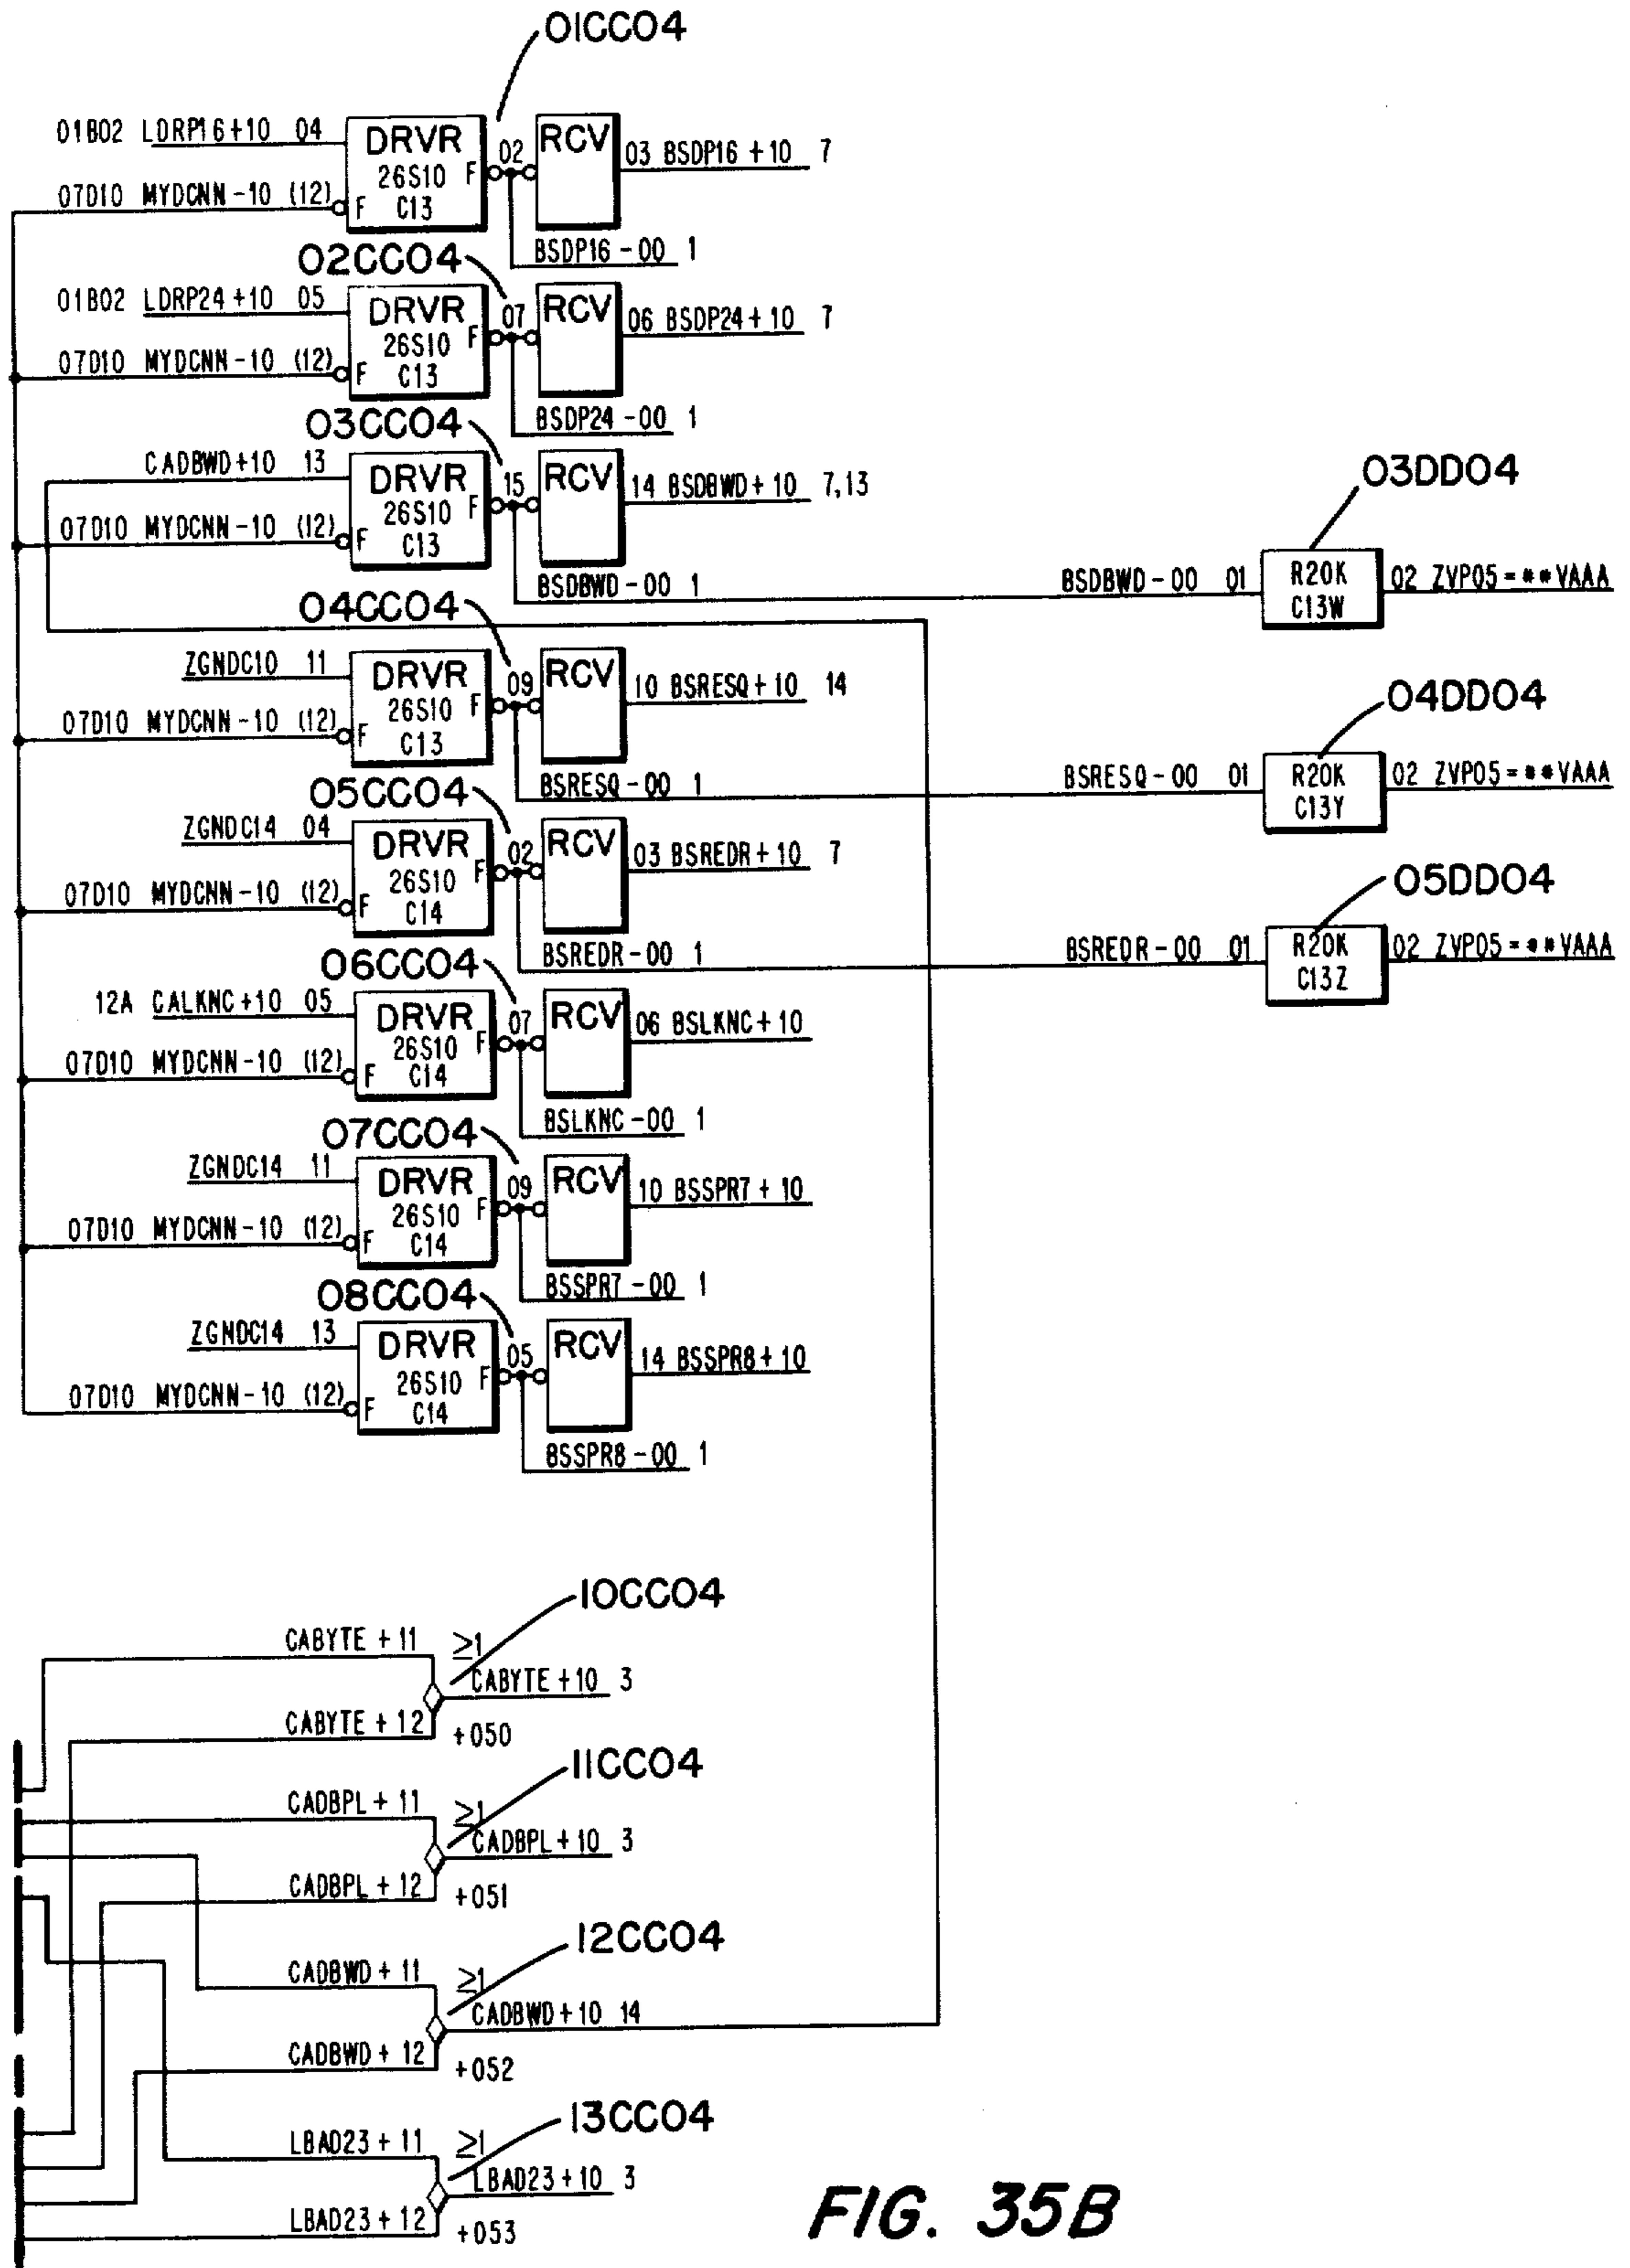 01CC04
01B02 LDRP16+10 04
DRVR
26S10 F
C13
02
RCV
03 BSDP16 +10 7
07D10 MYDCNN-10 (12) F
BSDP16-00 1
02CC04
01B02 LDRP24+10 05
DRVR
26S10 F
C13
07
RCV
06 BSDP24+10 7
07D10 MYDCNN-10 (12) F
BSDP24-00 1
03CC04
CADBWD+10 13
DRVR
26S10 F
C13
15
RCV
14 BSDBWD+10 7,13
07D10 MYDCNN-10 (12) F
BSDBWD-00 1
BSDBWD-00 01
03DD04
R20K
C13W
02 ZVP05=**VAAA
04CC04
ZGNDC10 11
DRVR
26S10 F
C13
09
RCV
10 BSRESQ+10 14
07D10 MYDCNN-10 (12) F
BSRESQ-00 1
BSRESQ-00 01
04DD04
R20K
C13Y
02 ZVP05=**VAAA
05CC04
ZGNDC14 04
DRVR
26S10 F
C14
02
RCV
03 BSREDR+10 7
07D10 MYDCNN-10 (12) F
BSREDR-00 1
BSREDR-00 01
05DD04
R20K
C13Z
02 ZVP05=**VAAA
06CC04
12A CALKNC+10 05
DRVR
26S10 F
C14
07
RCV
06 BSLKNC+10
07D10 MYDCNN-10 (12) F
BSLKNC-00 1
07CC04
ZGNDC14 11
DRVR
26S10 F
C14
09
RCV
10 BSSPR7+10
07D10 MYDCNN-10 (12) F
BSSPR7-00 1
08CC04
ZGNDC14 13
DRVR
26S10 F
C14
05
RCV
14 BSSPR8+10
07D10 MYDCNN-10 (12) F
BSSPR8-00 1
10CC04
CABYTE+11 ≥1
CABYTE+10 3
CABYTE+12 +050
11CC04
CADBPL+11 ≥1
CADBPL+10 3
CADBPL+12 +051
12CC04
CADBWD+11 ≥1
CADBWD+10 14
CADBWD+12 +052
13CC04
LBAD23+11 ≥1
LBAD23+10 3
LBAD23+12 +053
FIG. 35B